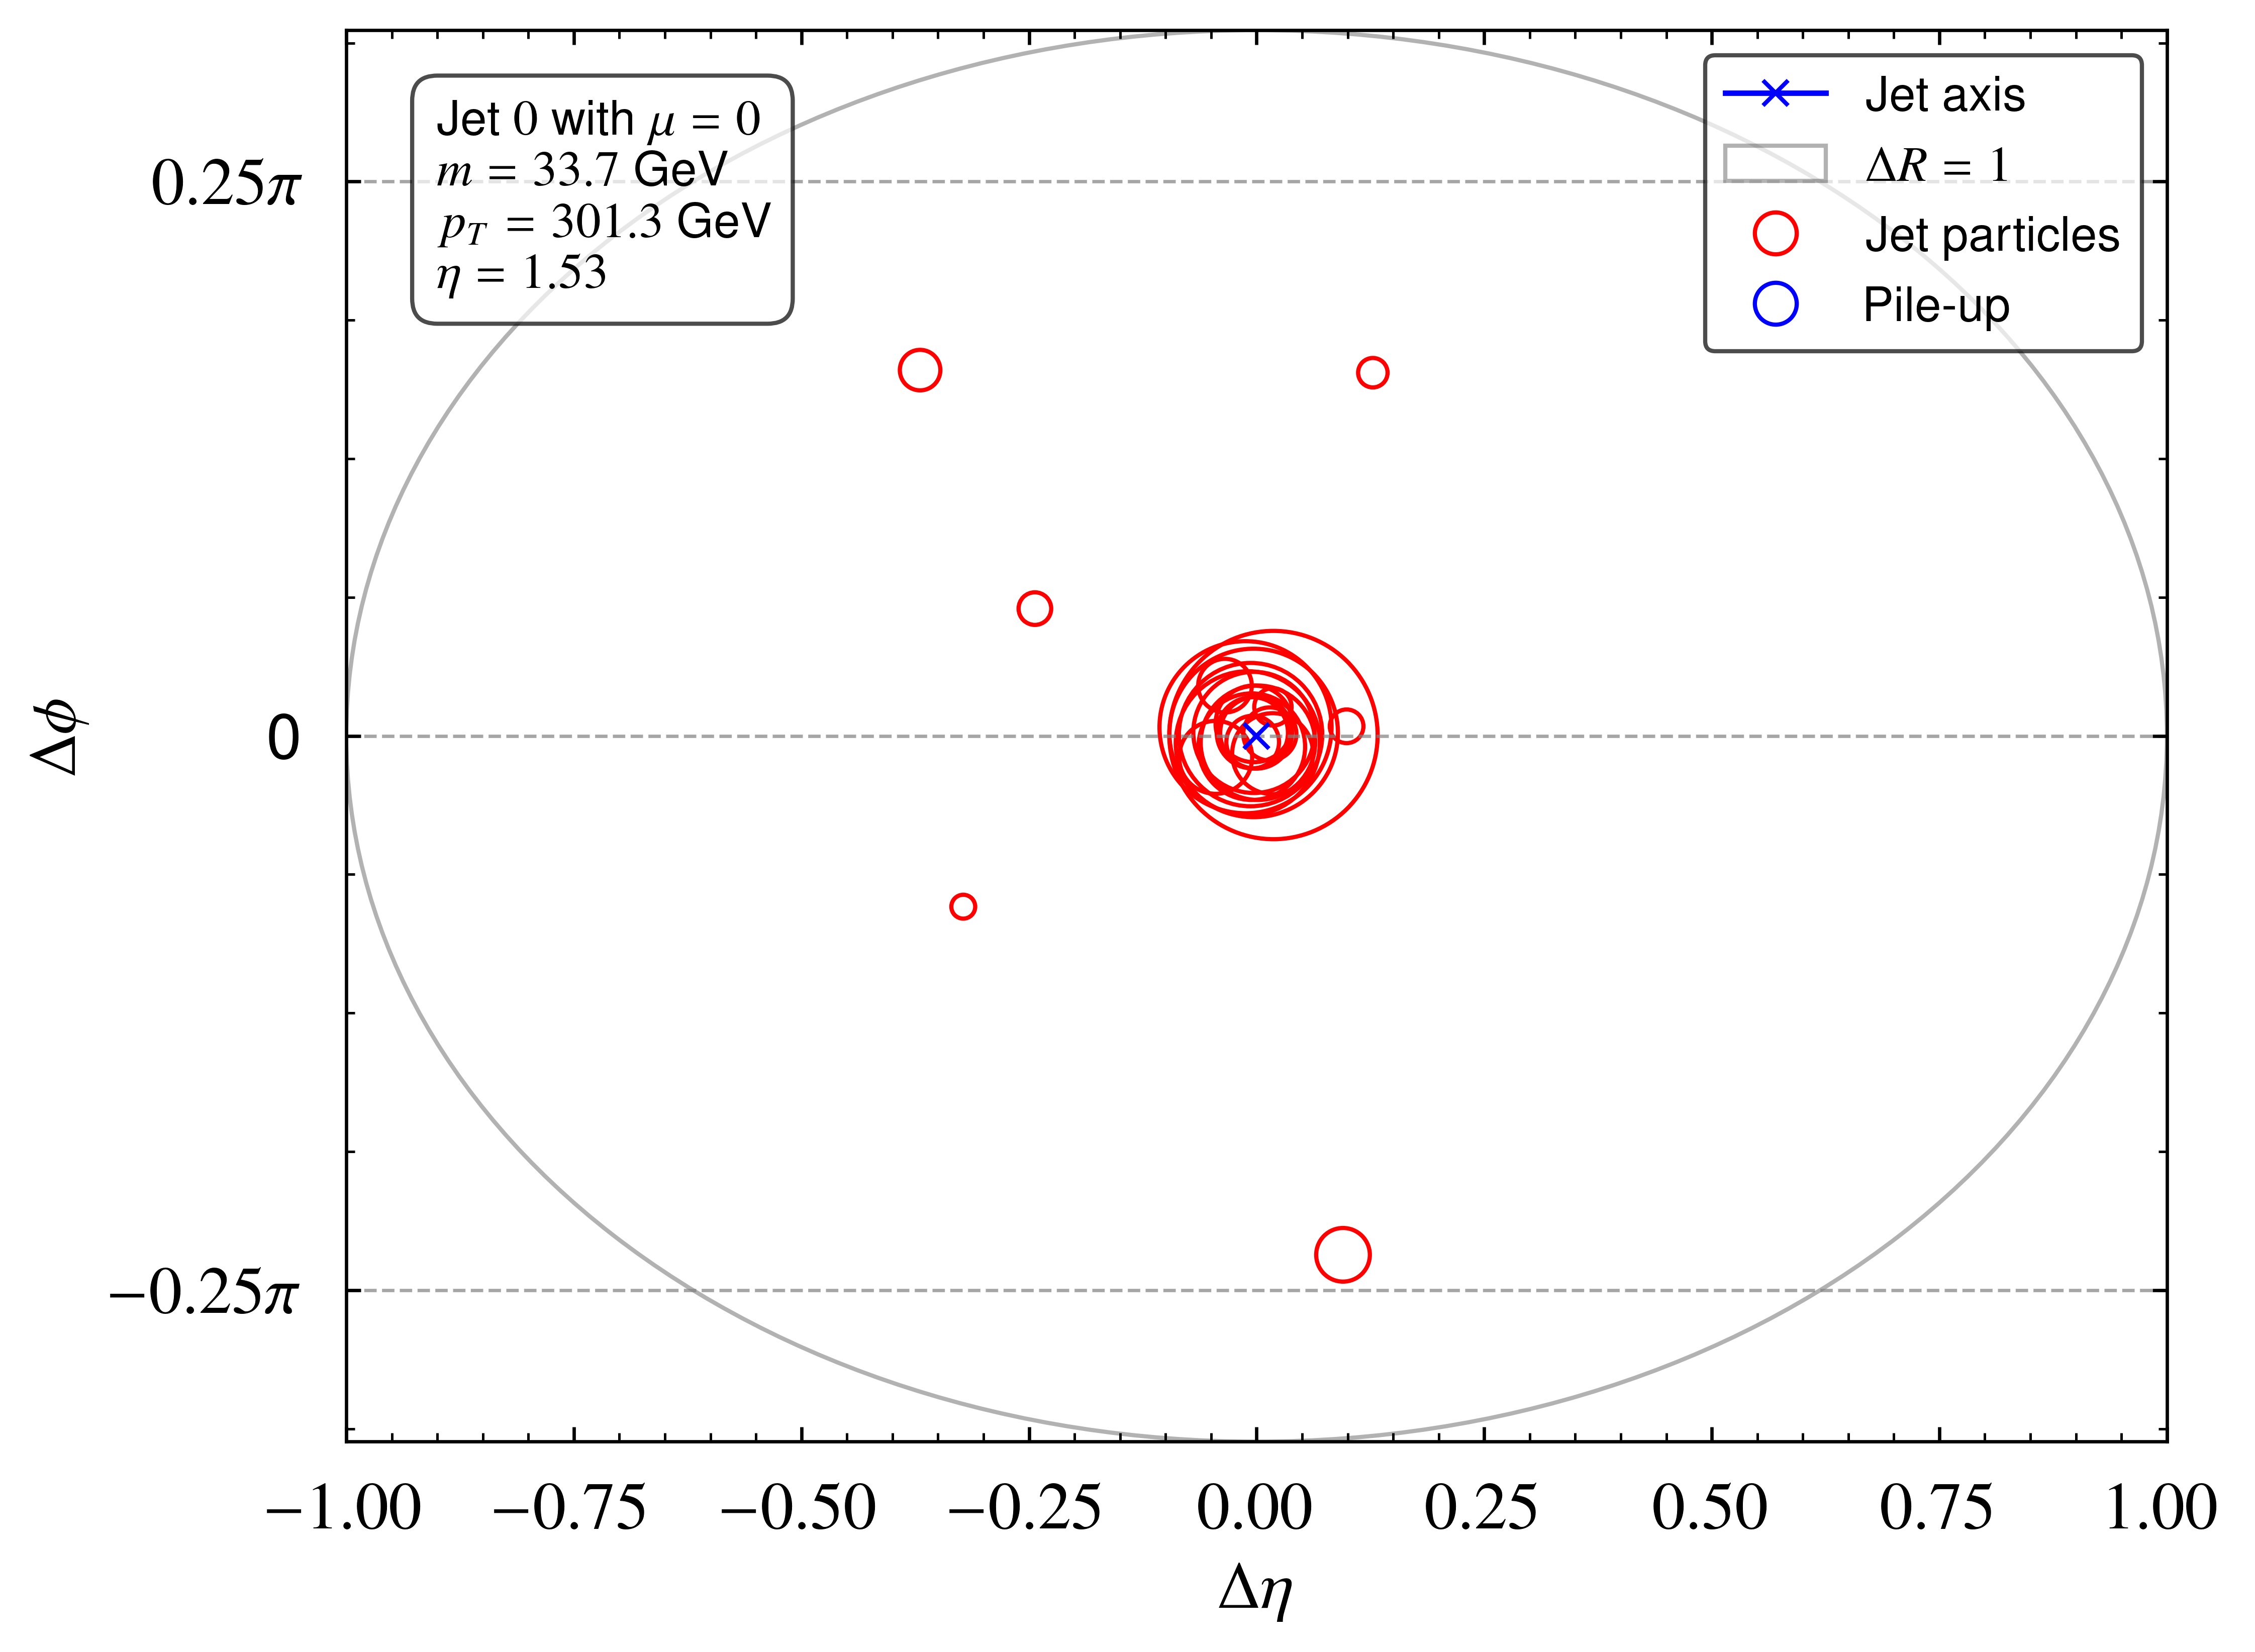 Jet 0 with μ = 0
m = 33.7 GeV
p_T = 301.3 GeV
η = 1.53
Jet axis
ΔR = 1
Jet particles
Pile-up
0.25π
0
−0.25π
Δϕ
−1.00 −0.75 −0.50 −0.25 0.00 0.25 0.50 0.75 1.00
Δη